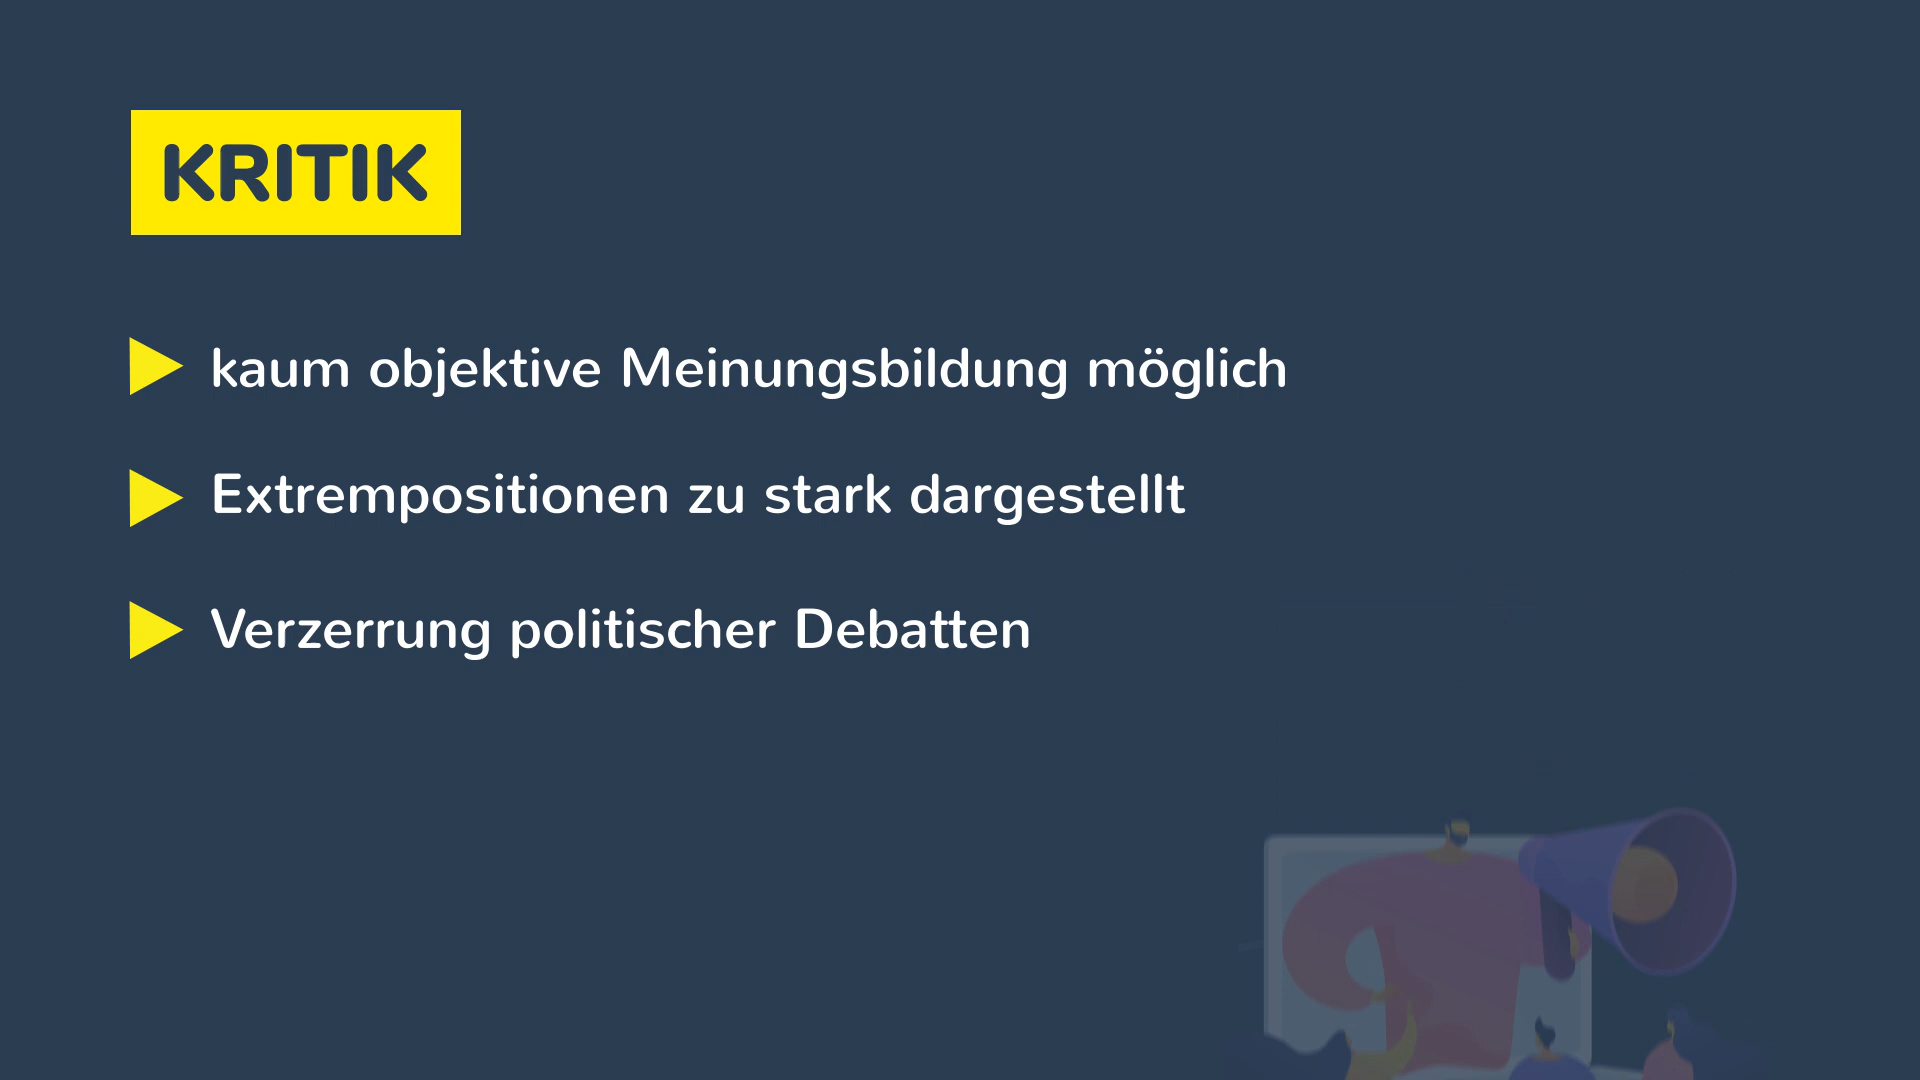 KRITIK
kaum objektive Meinungsbildung möglich
Extrempositionen zu stark dargestellt
Verzerrung politischer Debatten